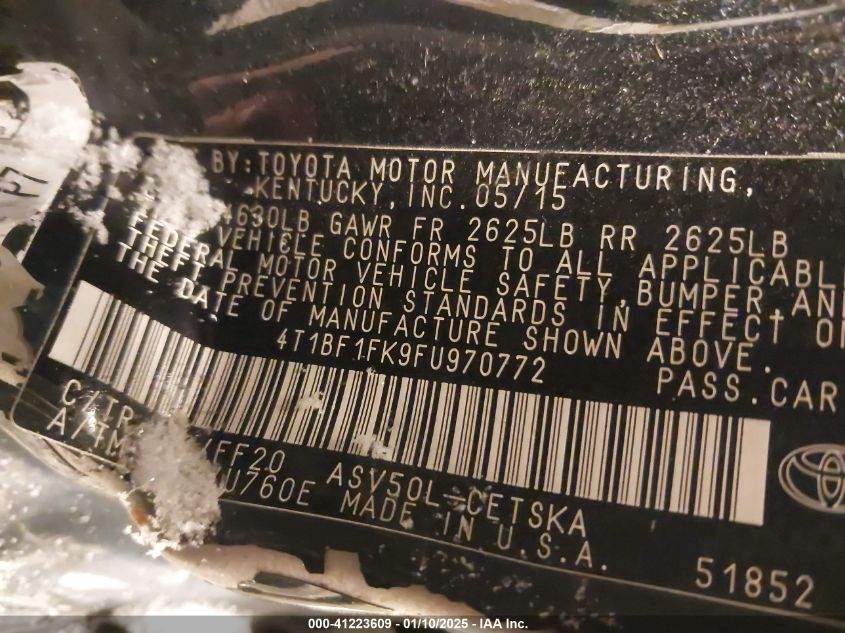 BY:TOYOTA MOTOR MANUFACTURING,
KENTUCKY,INC.05/15
4630LB GAWR FR 2625LB RR 2625LB
VEHICLE CONFORMS TO ALL APPLICABL
FEDERAL MOTOR VEHICLE SAFETY,BUMPER AN
THEFT PREVENTION STANDARDS IN EFFECT O
THE DATE OF MANUFACTURE SHOWN ABOVE.
4T1BF1FK9FU970772
PASS.CAR
C/TR
FF20
A/TM
U760E
ASV50L-CETSKA
MADE IN U.S.A.
51852
000-41223609 - 01/10/2025 - IAA Inc.